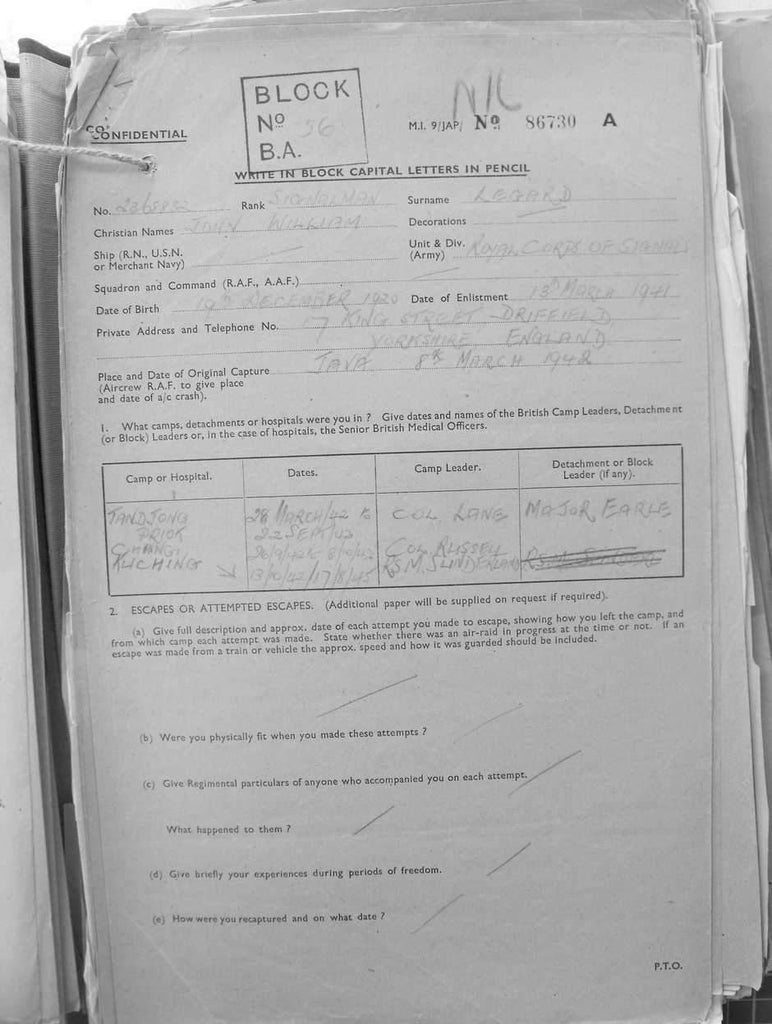 CONFIDENTIAL
BLOCK
Nº 56
B.A.
NIL
M.I. 9/JAP/ Nº 86730 A
WRITE IN BLOCK CAPITAL LETTERS IN PENCIL
No. Rank SIGNALMAN Surname LEGARD
Christian Names JOHN WILLIAM Decorations
Ship (R.N., U.S.N. or Merchant Navy) Unit & Div. (Army) ROYAL CORPS OF SIGNALS
Squadron and Command (R.A.F., A.A.F.)
Date of Birth 19th DECEMBER 1920 Date of Enlistment 13th MARCH 1941
Private Address and Telephone No. 17 KING STREET, DRIFFIELD,
YORKSHIRE, ENGLAND
Place and Date of Original Capture JAVA 8th MARCH 1942
(Aircrew R.A.F. to give place
and date of a/c crash).
1. What camps, detachments or hospitals were you in ? Give dates and names of the British Camp Leaders, Detachment
(or Block) Leaders or, in the case of hospitals, the Senior British Medical Officers.
Camp or Hospital. Dates. Camp Leader. Detachment or Block Leader (if any).
TANDJONG 28 MARCH/42 to COL LANE MAJOR EARLE
PRIOK 22 SEPT/42
CHANGI COL RUSSELL
KUCHING 13/10/42/17/8/45 RSM. SUNDERLAND
2. ESCAPES OR ATTEMPTED ESCAPES. (Additional paper will be supplied on request if required).
(a) Give full description and approx. date of each attempt you made to escape, showing how you left the camp, and
from which camp each attempt was made. State whether there was an air-raid in progress at the time or not. If an
escape was made from a train or vehicle the approx. speed and how it was guarded should be included.
(b) Were you physically fit when you made these attempts ?
(c) Give Regimental particulars of anyone who accompanied you on each attempt.
What happened to them ?
(d) Give briefly your experiences during periods of freedom.
(e) How were you recaptured and on what date ?
P.T.O.